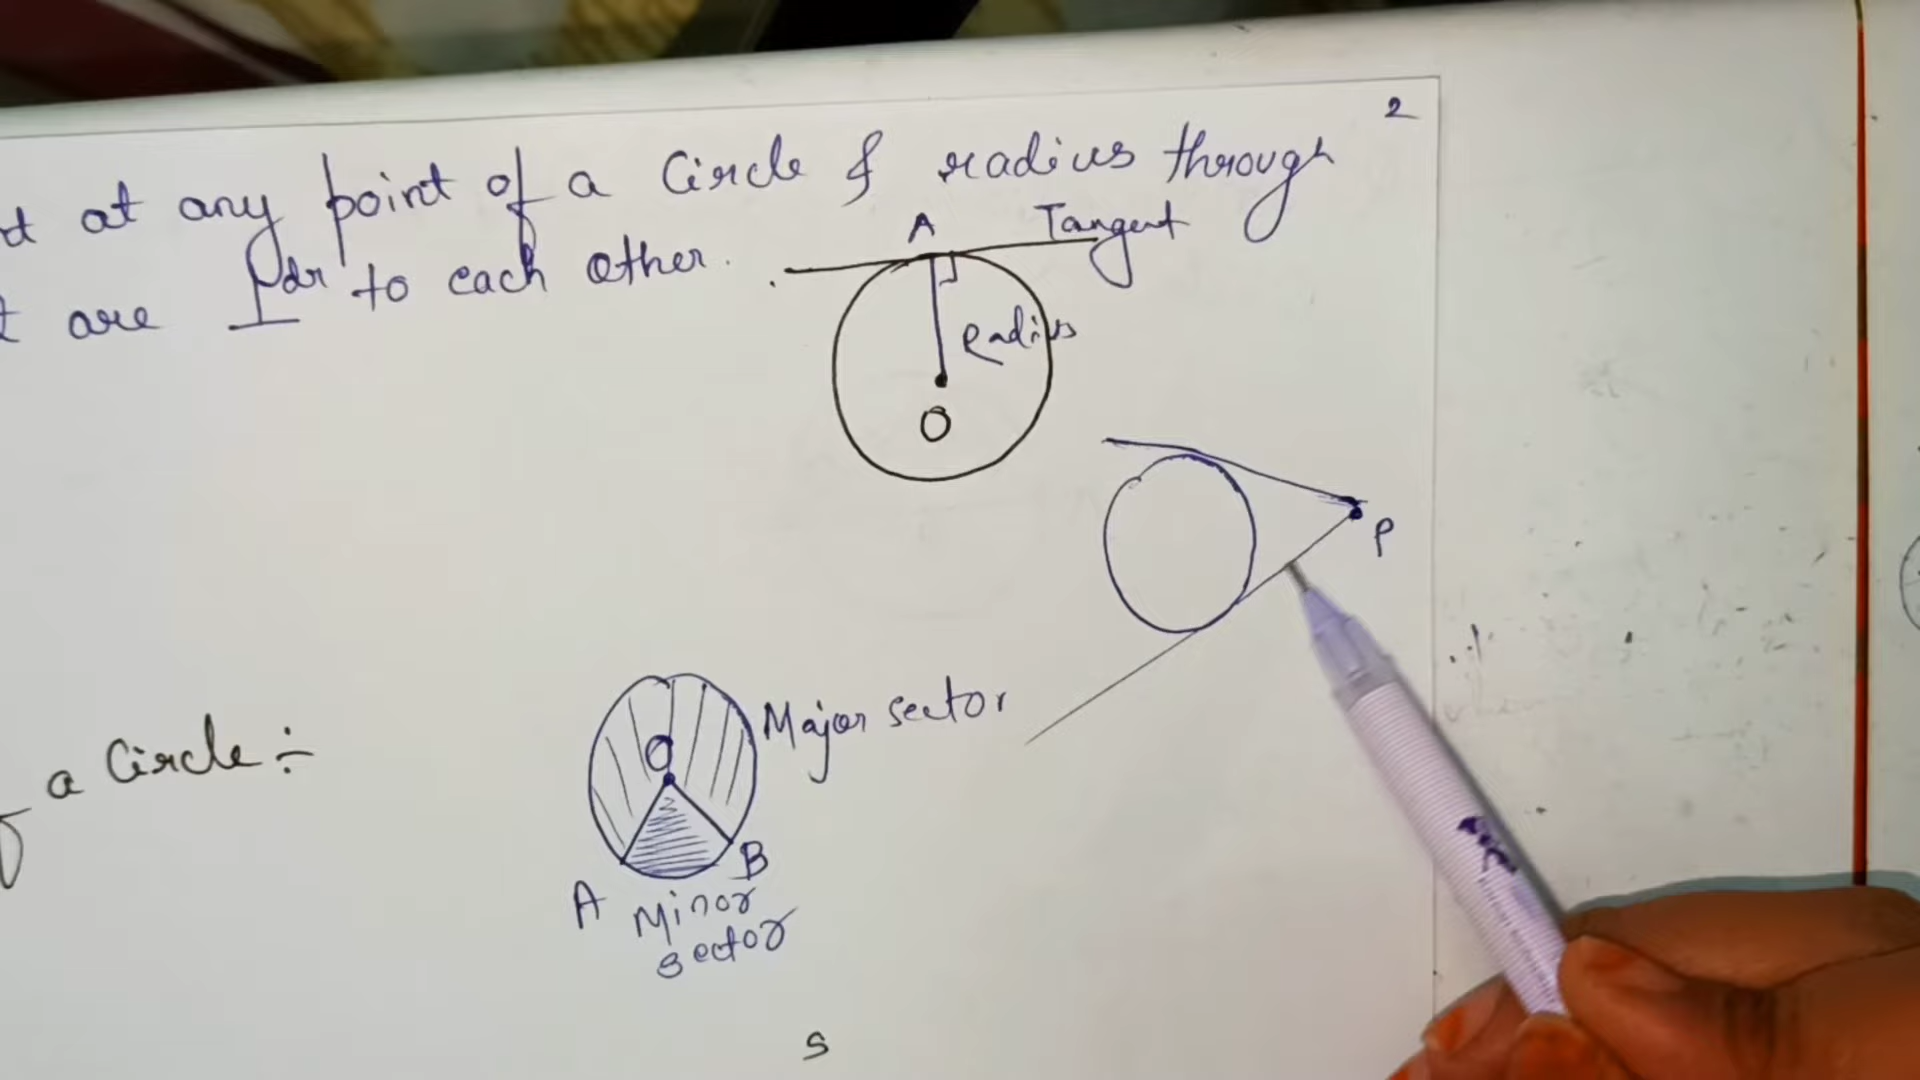 2
at any point of a Circle & radius through
are ⊥dr to each other.
A Tangent
Radius
O
P
a Circle :-
Major sector
O
B
A Minor
sector
S